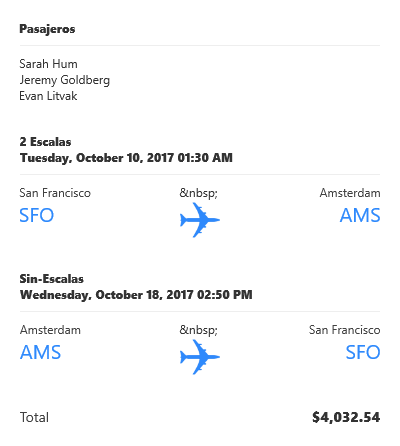 Pasajeros
Sarah Hum
Jeremy Goldberg
Evan Litvak
2 Escalas
Tuesday, October 10, 2017 01:30 AM
San Francisco &nbsp; Amsterdam
SFO AMS
Sin-Escalas
Wednesday, October 18, 2017 02:50 PM
Amsterdam &nbsp; San Francisco
AMS SFO
Total $4,032.54